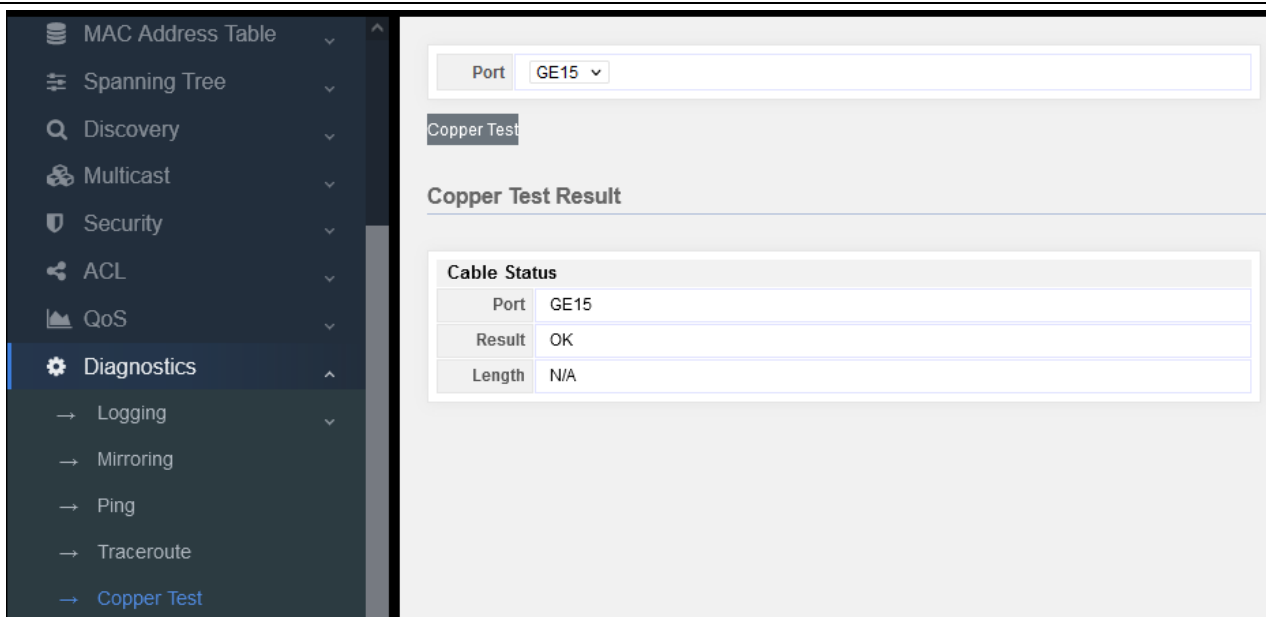 MAC Address Table
Spanning Tree
Discovery
Multicast
Security
ACL
QoS
Diagnostics
→ Logging
→ Mirroring
→ Ping
→ Traceroute
→ Copper Test
Port GE15
Copper Test
Copper Test Result
Cable Status
Port GE15
Result OK
Length N/A